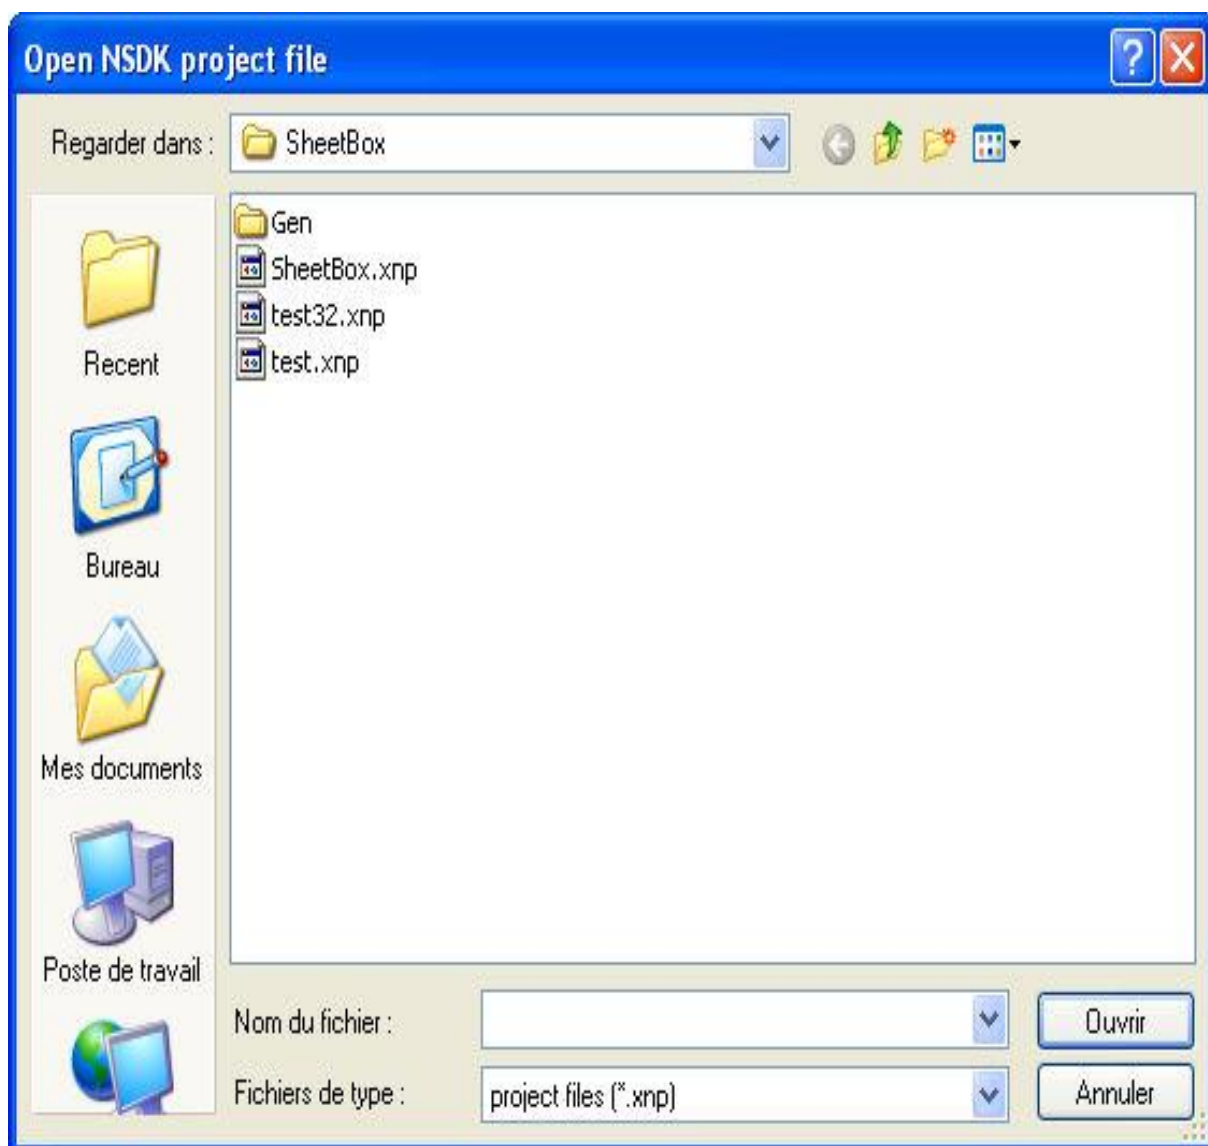 Open NSDK project file
Regarder dans :
SheetBox
Gen
SheetBox.xnp
test32.xnp
test.xnp
Recent
Bureau
Mes documents
Poste de travail
Nom du fichier :
Ouvrir
Fichiers de type :
project files (*.xnp)
Annuler